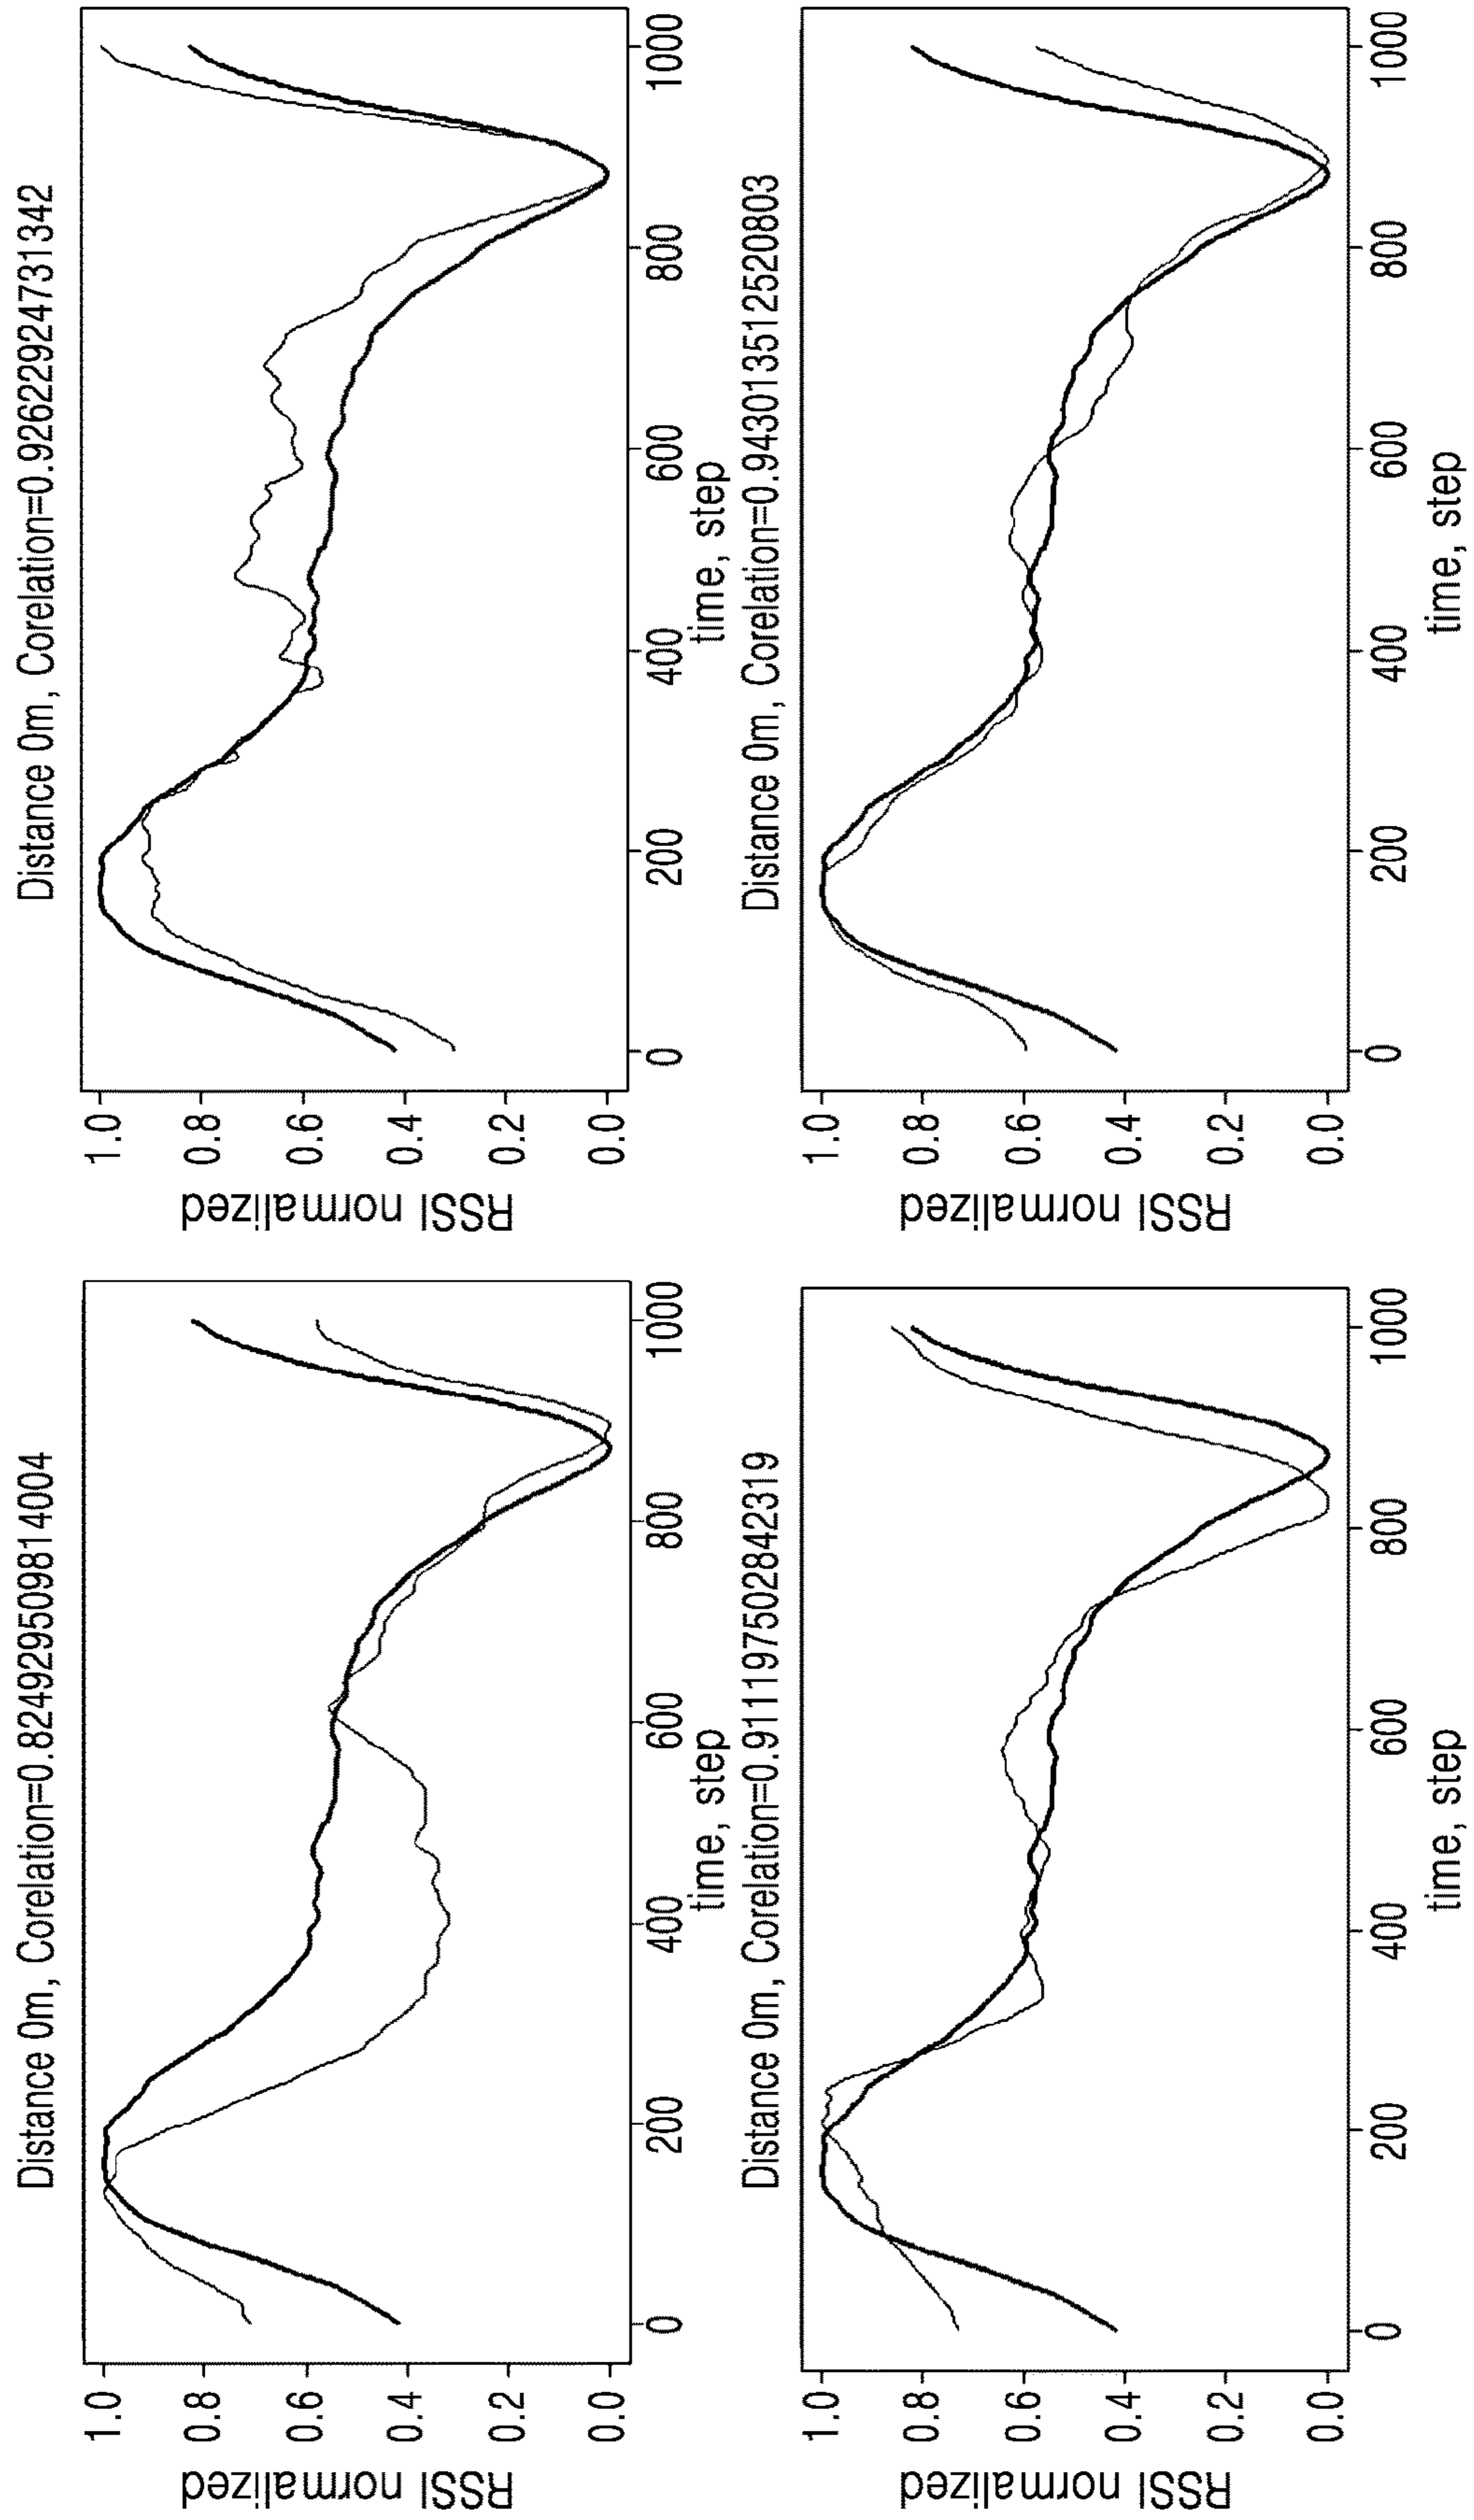 Distance 0m, Corelation=0.824929509814004
RSSI normalized
1.0
0.8
0.6
0.4
0.2
0.0
0 200 400 600 800 1000
time, step
Distance 0m, Corelation=0.92622924731342
RSSI normalized
1.0
0.8
0.6
0.4
0.2
0.0
0 200 400 600 800 1000
time, step
Distance 0m, Corelation=0.911197502842319
RSSI normalized
1.0
0.8
0.6
0.4
0.2
0.0
0 200 400 600 800 1000
time, step
Distance 0m, Corelation=0.943013512520803
RSSI normalized
1.0
0.8
0.6
0.4
0.2
0.0
0 200 400 600 800 1000
time, step